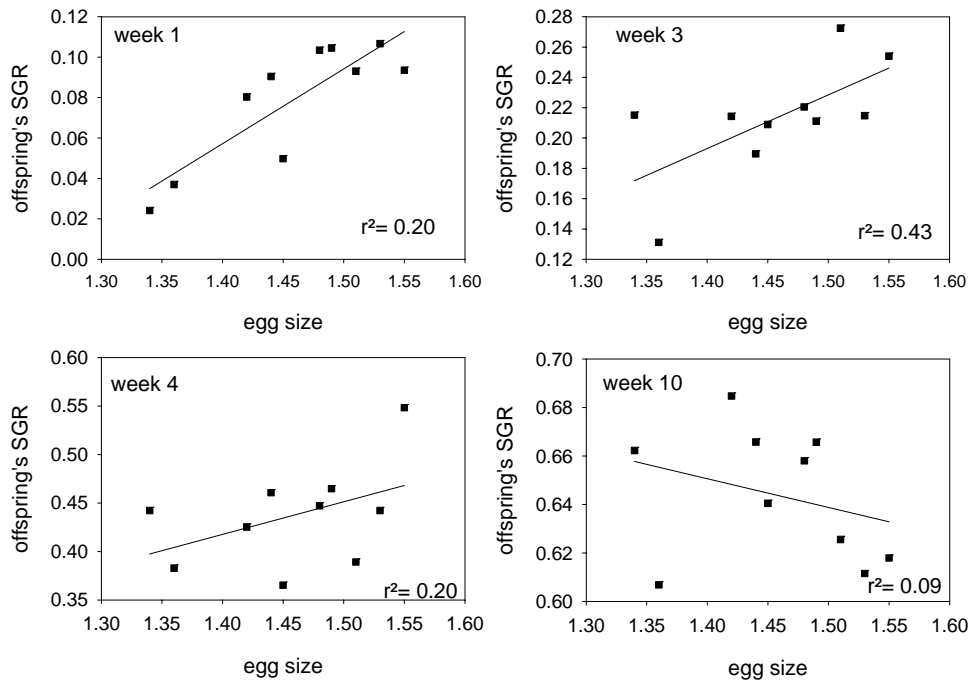 week 1
offspring's SGR
0.12
0.10
0.08
0.06
0.04
0.02
0.00
r²= 0.20
1.30 1.35 1.40 1.45 1.50 1.55 1.60
egg size
week 3
offspring's SGR
0.28
0.26
0.24
0.22
0.20
0.18
0.16
0.14
0.12
r²= 0.43
1.30 1.35 1.40 1.45 1.50 1.55 1.60
egg size
week 4
offspring's SGR
0.60
0.55
0.50
0.45
0.40
0.35
r²= 0.20
1.30 1.35 1.40 1.45 1.50 1.55 1.60
egg size
week 10
offspring's SGR
0.70
0.68
0.66
0.64
0.62
0.60
r²= 0.09
1.30 1.35 1.40 1.45 1.50 1.55 1.60
egg size